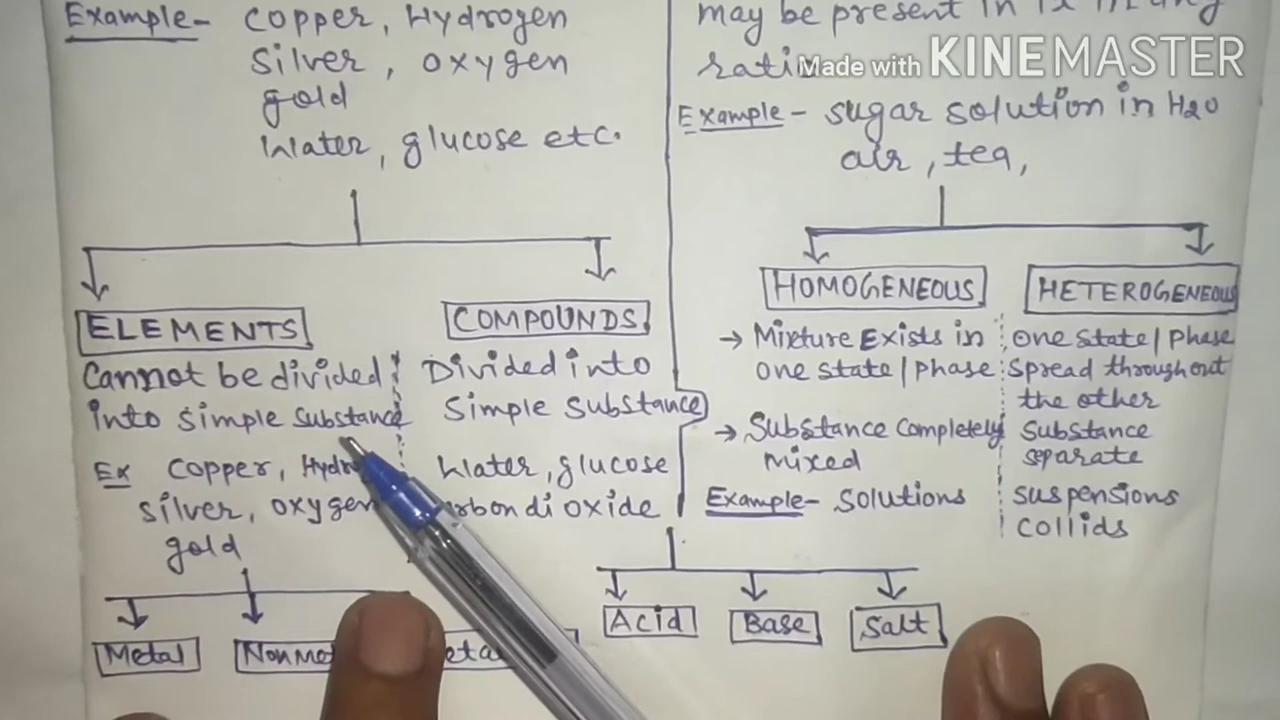 Example - Copper, Hydrogen
Silver, oxygen
gold
Water, glucose etc.
ELEMENTS
Cannot be divided
into simple substance
Ex Copper,
silver, oxygen
gold
Metal
COMPOUNDS
Divided into
Simple substance
Water, glucose
di oxide
may be present in
Made with KINEMASTER
Example - sugar solution in H2O
air, tea,
HOMOGENEOUS
→ Mixture Exists in
one state/phase
→ Substance completely
mixed
Example - solutions
HETEROGENEOUS
one state/phase
Spread throughout
the other
Substance
separate
suspensions
collids
Acid
Base
Salt